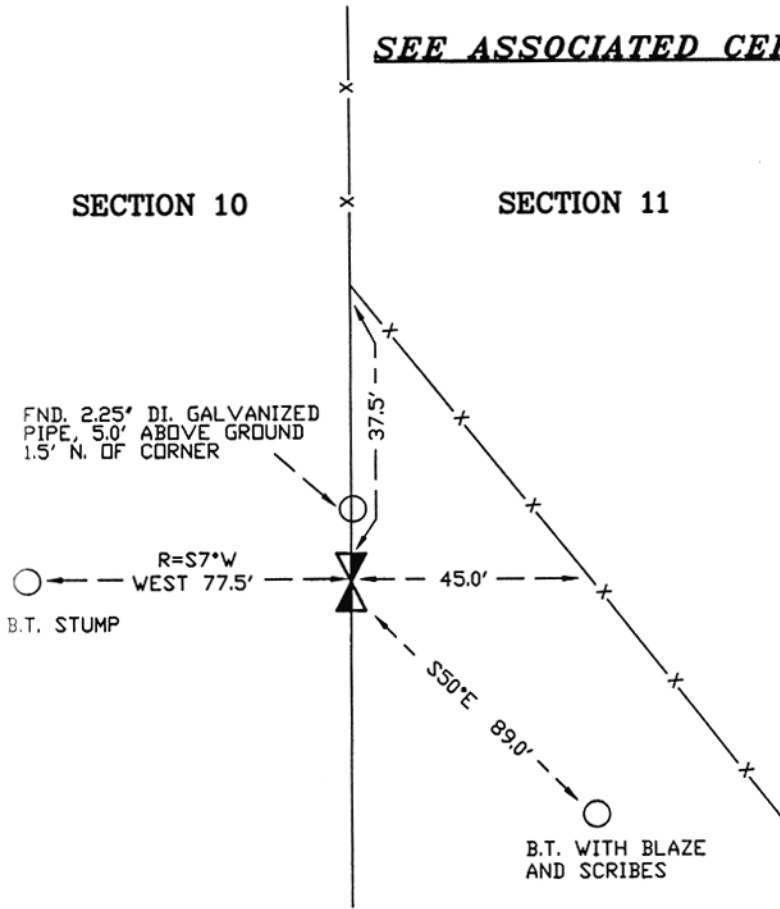 SEE ASSOCIATED
SECTION 10
SECTION 11
37.5'
FND. 2.25" DI. GALVANIZED
PIPE, 5.0' ABOVE GROUND
1.5' N. OF CORNER
R=S7°W
WEST 77.5'
45.0'
B.T. STUMP
S50°E 89.0'
B.T. WITH BLAZE
AND SCRIBES